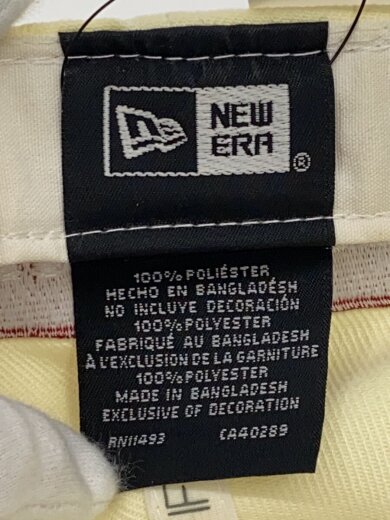 NEW
ERA®
100% POLIÉSTER
HECHO EN BANGLADÉSH
NO INCLUYE DECORACIÓN
100% POLYESTER
FABRIQUÉ AU BANGLADESH
À L'EXCLUSION DE LA GARNITURE
100% POLYESTER
MADE IN BANGLADESH
EXCLUSIVE OF DECORATION
RN11493 CA40289